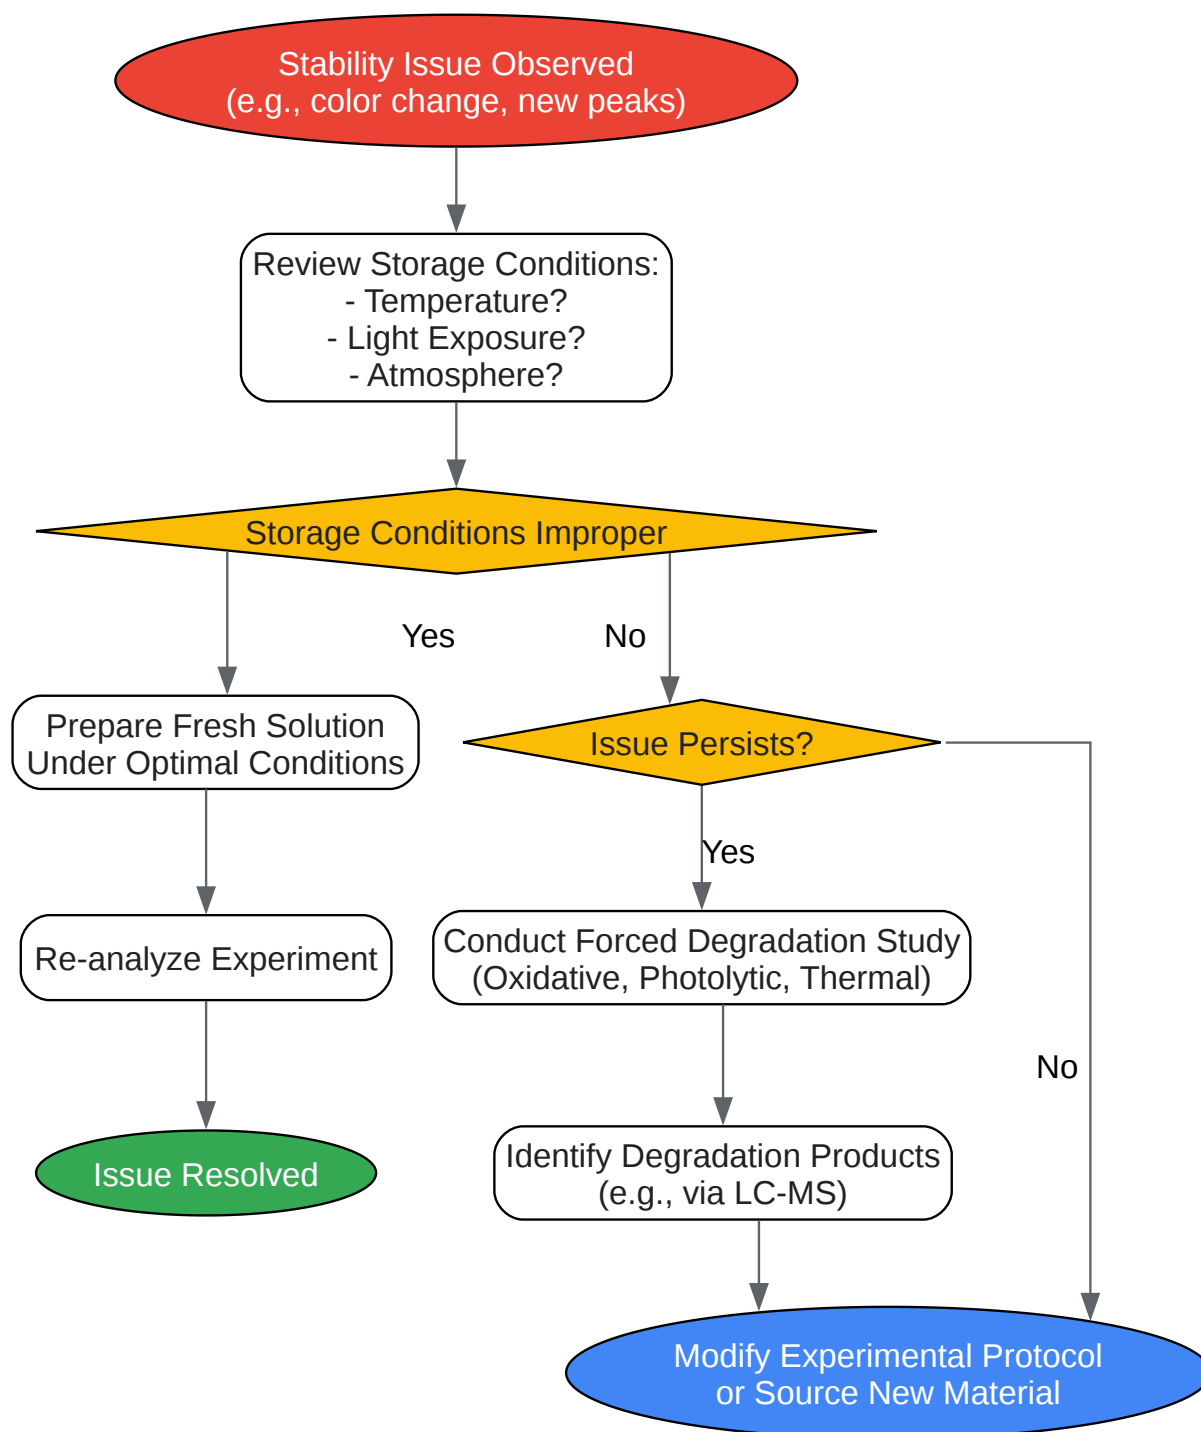 Stability Issue Observed
(e.g., color change, new peaks)
Review Storage Conditions:
- Temperature?
- Light Exposure?
- Atmosphere?
Storage Conditions Improper
Yes
No
Prepare Fresh Solution
Under Optimal Conditions
Issue Persists?
Yes
Re-analyze Experiment
Conduct Forced Degradation Study
(Oxidative, Photolytic, Thermal)
No
Issue Resolved
Identify Degradation Products
(e.g., via LC-MS)
Modify Experimental Protocol
or Source New Material